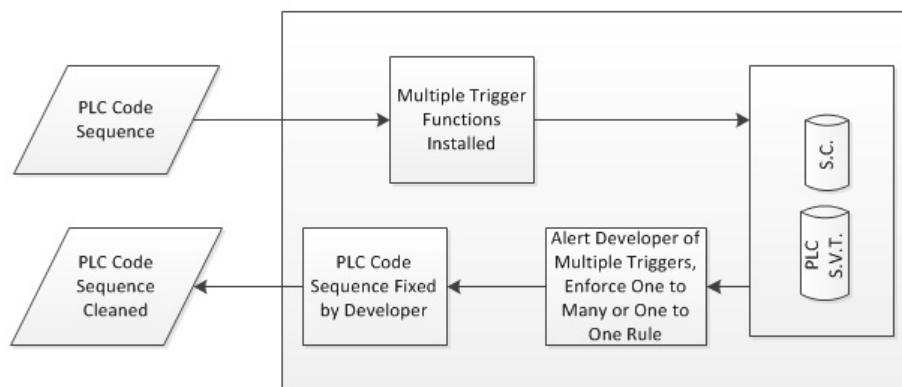 PLC Code
Sequence
Multiple Trigger
Functions
Installed
S.C.
PLC
S.V.T.
Alert Developer of
Multiple Triggers,
Enforce One to
Many or One to
One Rule
PLC Code
Sequence Fixed
by Developer
PLC Code
Sequence
Cleaned